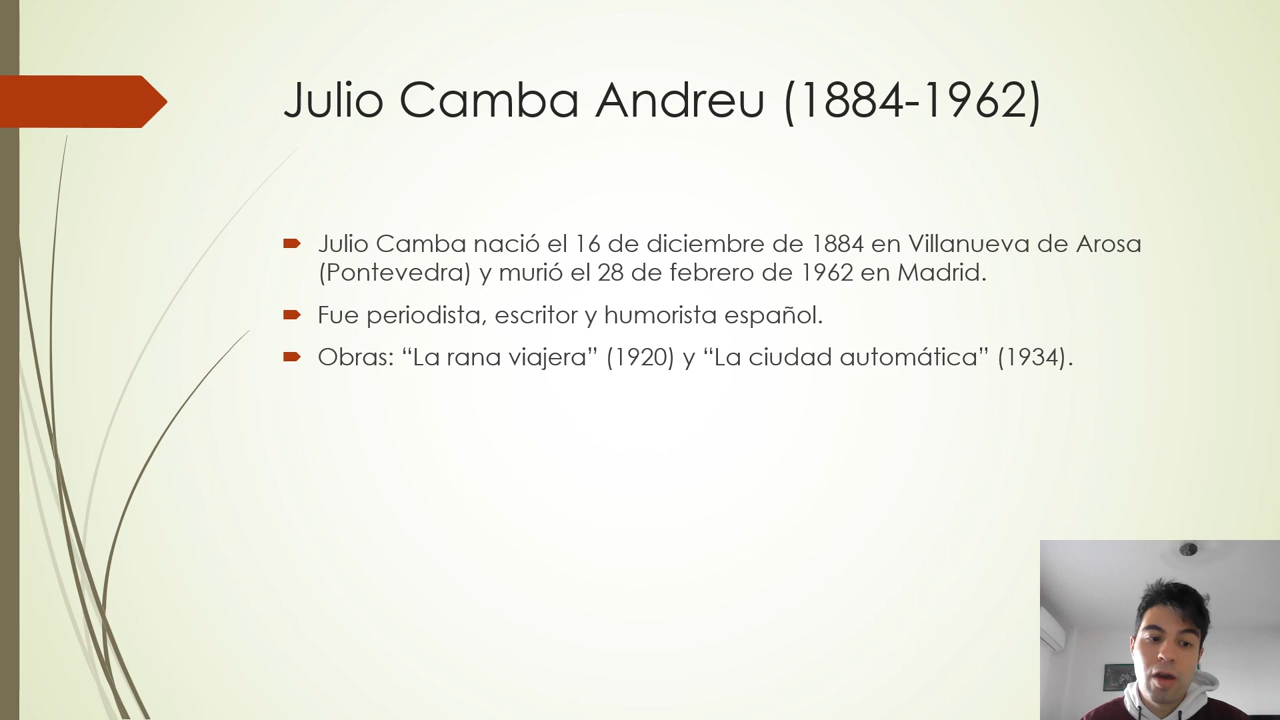 Julio Camba Andreu (1884-1962)
Julio Camba nació el 16 de diciembre de 1884 en Villanueva de Arosa
(Pontevedra) y murió el 28 de febrero de 1962 en Madrid.
Fue periodista, escritor y humorista español.
Obras: “La rana viajera” (1920) y “La ciudad automática” (1934).